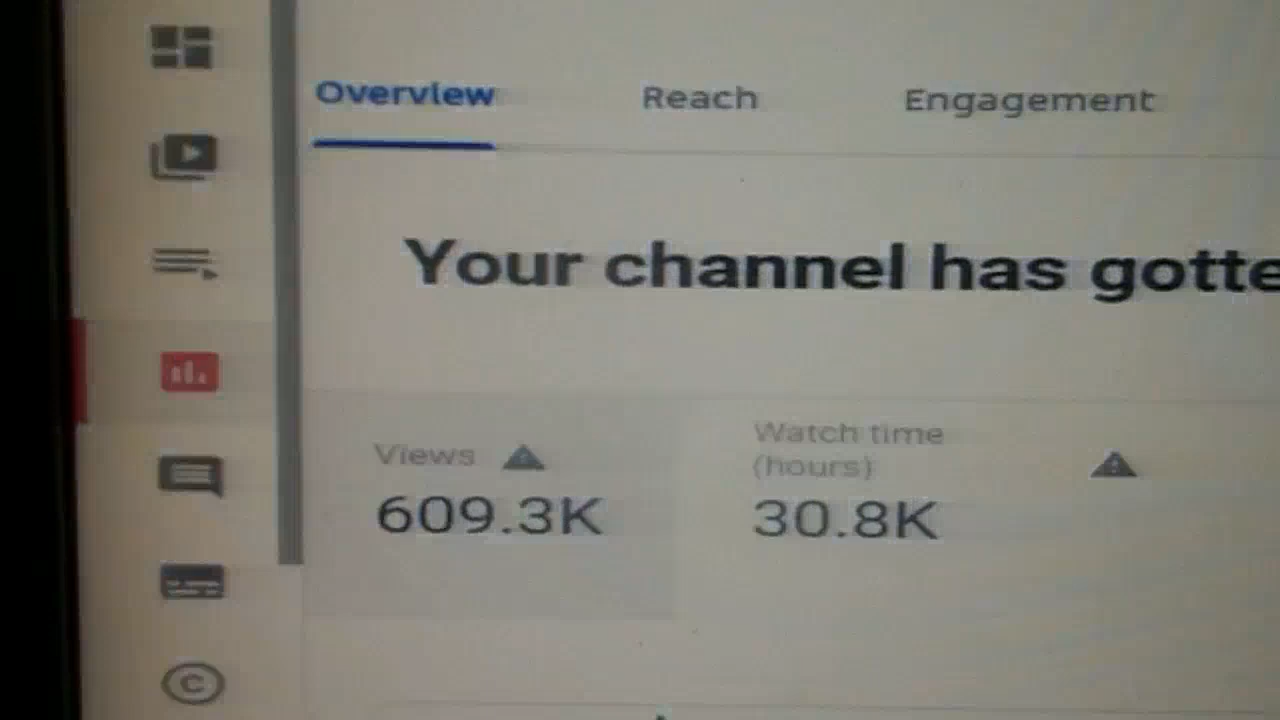 Overview Reach Engagement
Your channel has gotte
Views
Watch time
(hours)
609.3K
30.8K